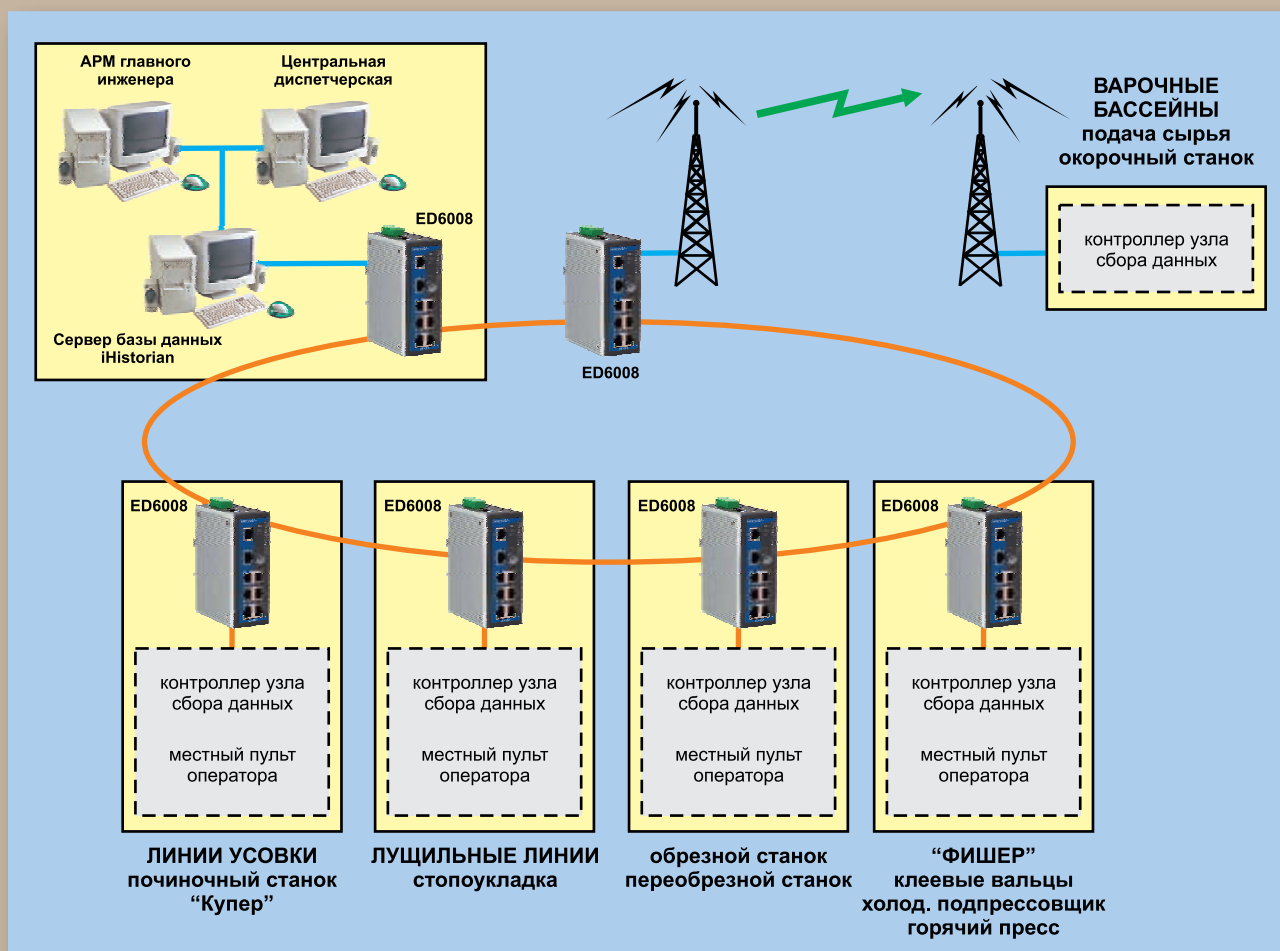 АРМ главного
инженера
Центральная
диспетчерская
ВАРОЧНЫЕ
БАССЕЙНЫ
подача сырья
окорочный станок
ED6008
контроллер узла
сбора данных
Сервер базы данных
iHistorian
ED6008
ED6008
контроллер узла
сбора данных
местный пульт
оператора
ЛИНИИ УСОВКИ
починочный станок
“Купер”
ED6008
контроллер узла
сбора данных
местный пульт
оператора
ЛУЩИЛЬНЫЕ ЛИНИИ
стопоукладка
ED6008
контроллер узла
сбора данных
местный пульт
оператора
обрезной станок
переобрезной станок
ED6008
контроллер узла
сбора данных
местный пульт
оператора
“ФИШЕР”
клеевые вальцы
холод. подпрессовщик
горячий пресс